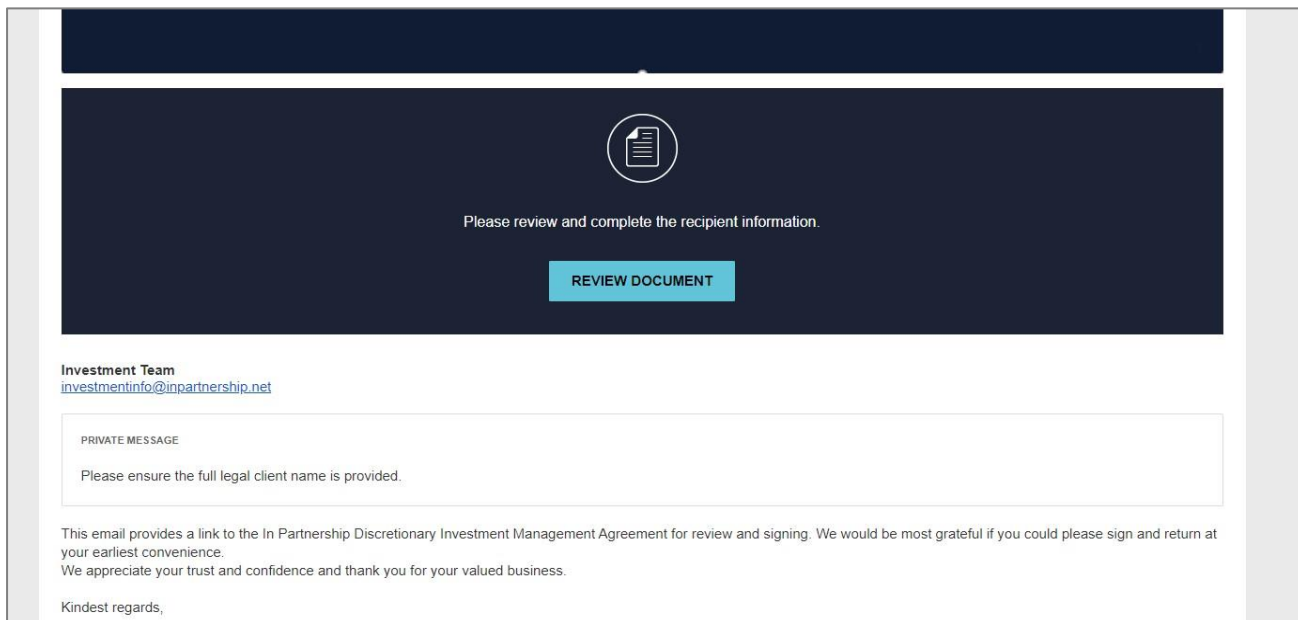 Please review and complete the recipient information.
REVIEW DOCUMENT
Investment Team
investmentinfo@inpartnership.net
PRIVATE MESSAGE
Please ensure the full legal client name is provided.
This email provides a link to the In Partnership Discretionary Investment Management Agreement for review and signing. We would be most grateful if you could please sign and return at
your earliest convenience.
We appreciate your trust and confidence and thank you for your valued business.
Kindest regards,